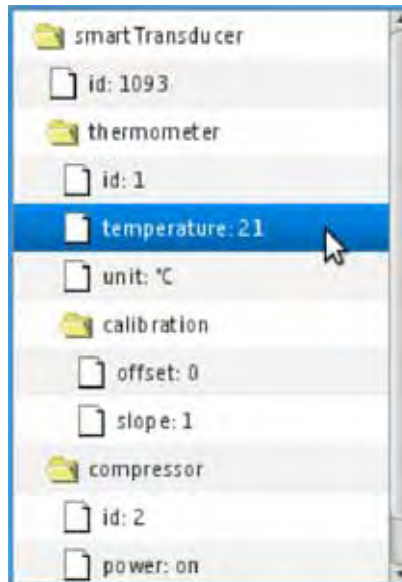 smartTransducer
id: 1093
thermometer
id: 1
temperature: 21
unit: °C
calibration
offset: 0
slope: 1
compressor
id: 2
power: on